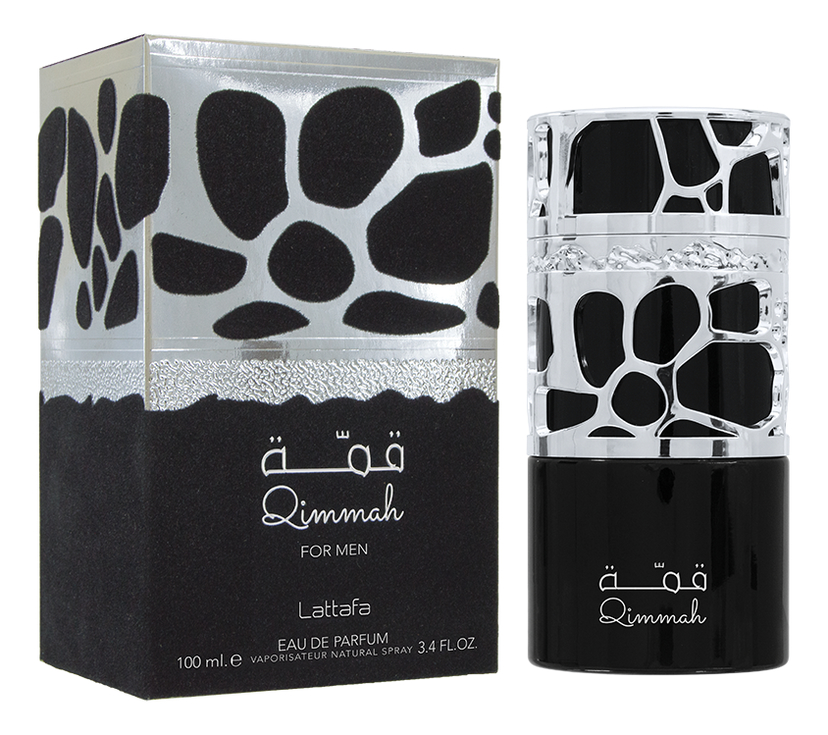 قمّة
Qimmah
FOR MEN
Lattafa
EAU DE PARFUM
100 ml.e VAPORISATEUR NATURAL SPRAY 3.4 FL.OZ.
قمّة
Qimmah